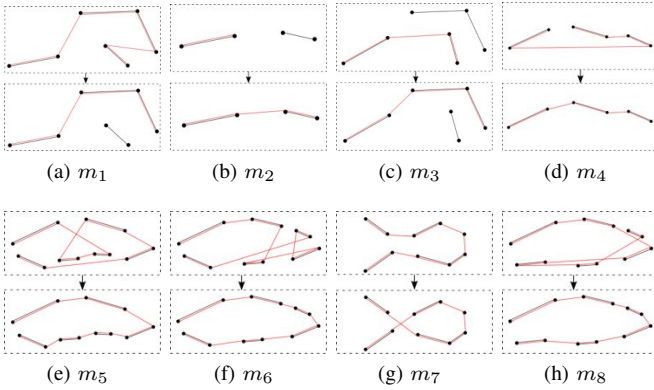 (a) m₁ (b) m₂ (c) m₃ (d) m₄
(e) m₅ (f) m₆ (g) m₇ (h) m₈